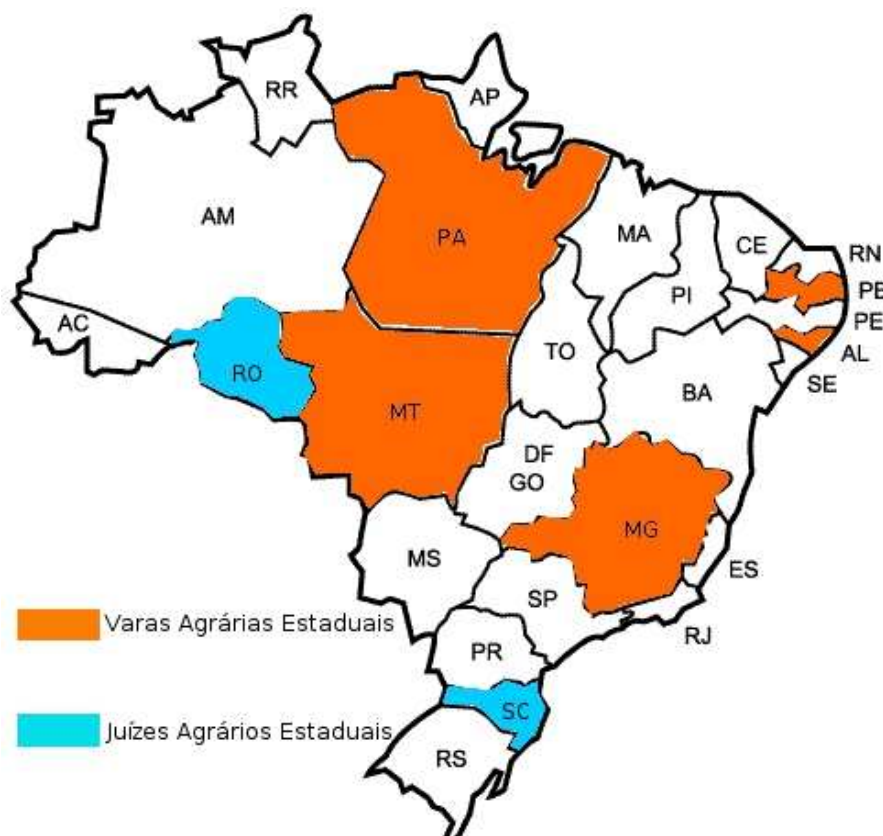 RR
AP
AM
PA
MA
CE
RN
PB
PI
PE
AC
TO
AL
RO
SE
BA
MT
DF
GO
MG
MS
ES
SP
Varas Agrárias Estaduais
RJ
PR
SC
Juízes Agrários Estaduais
RS